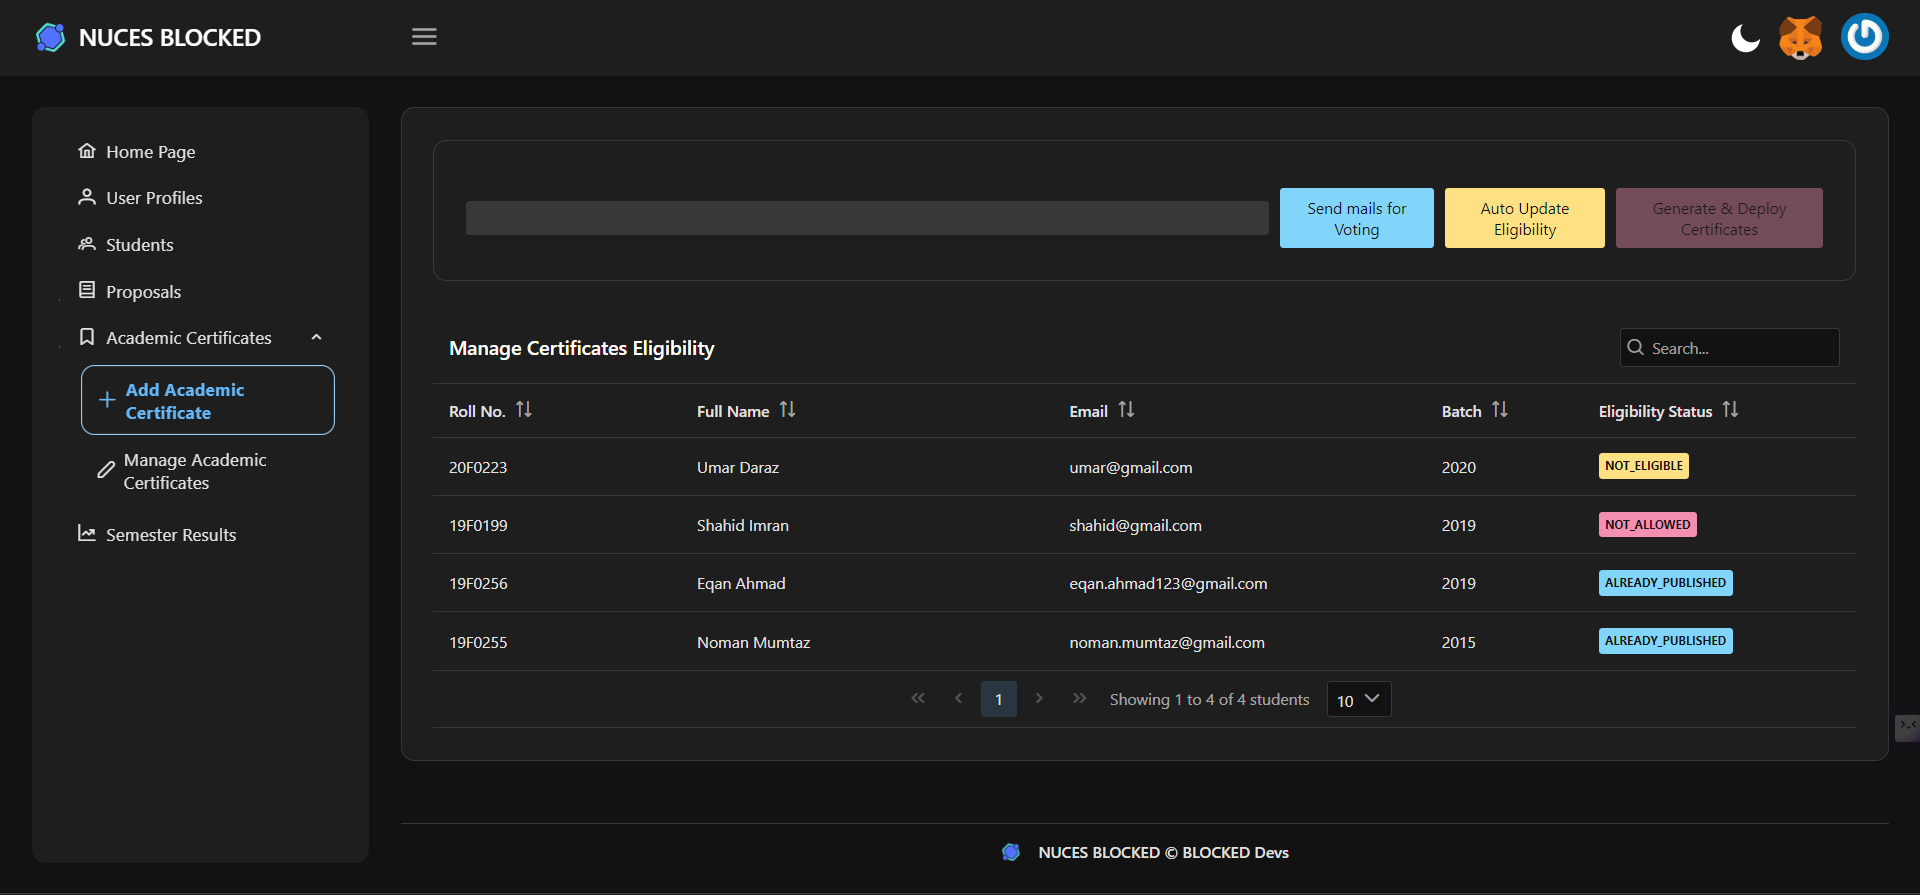 NUCES BLOCKED
Home Page
User Profiles
Students
Proposals
Academic Certificates
Add Academic
Certificate
Manage Academic
Certificates
Semester Results
Send mails for
Voting
Auto Update
Eligibility
Generate & Deploy
Certificates
Manage Certificates Eligibility
Search...
Roll No. Full Name Email Batch Eligibility Status
20F0223 Umar Daraz umar@gmail.com 2020 NOT_ELIGIBLE
19F0199 Shahid Imran shahid@gmail.com 2019 NOT_ALLOWED
19F0256 Eqan Ahmad eqan.ahmad123@gmail.com 2019 ALREADY_PUBLISHED
19F0255 Noman Mumtaz noman.mumtaz@gmail.com 2015 ALREADY_PUBLISHED
« ‹ 1 › » Showing 1 to 4 of 4 students 10
NUCES BLOCKED © BLOCKED Devs